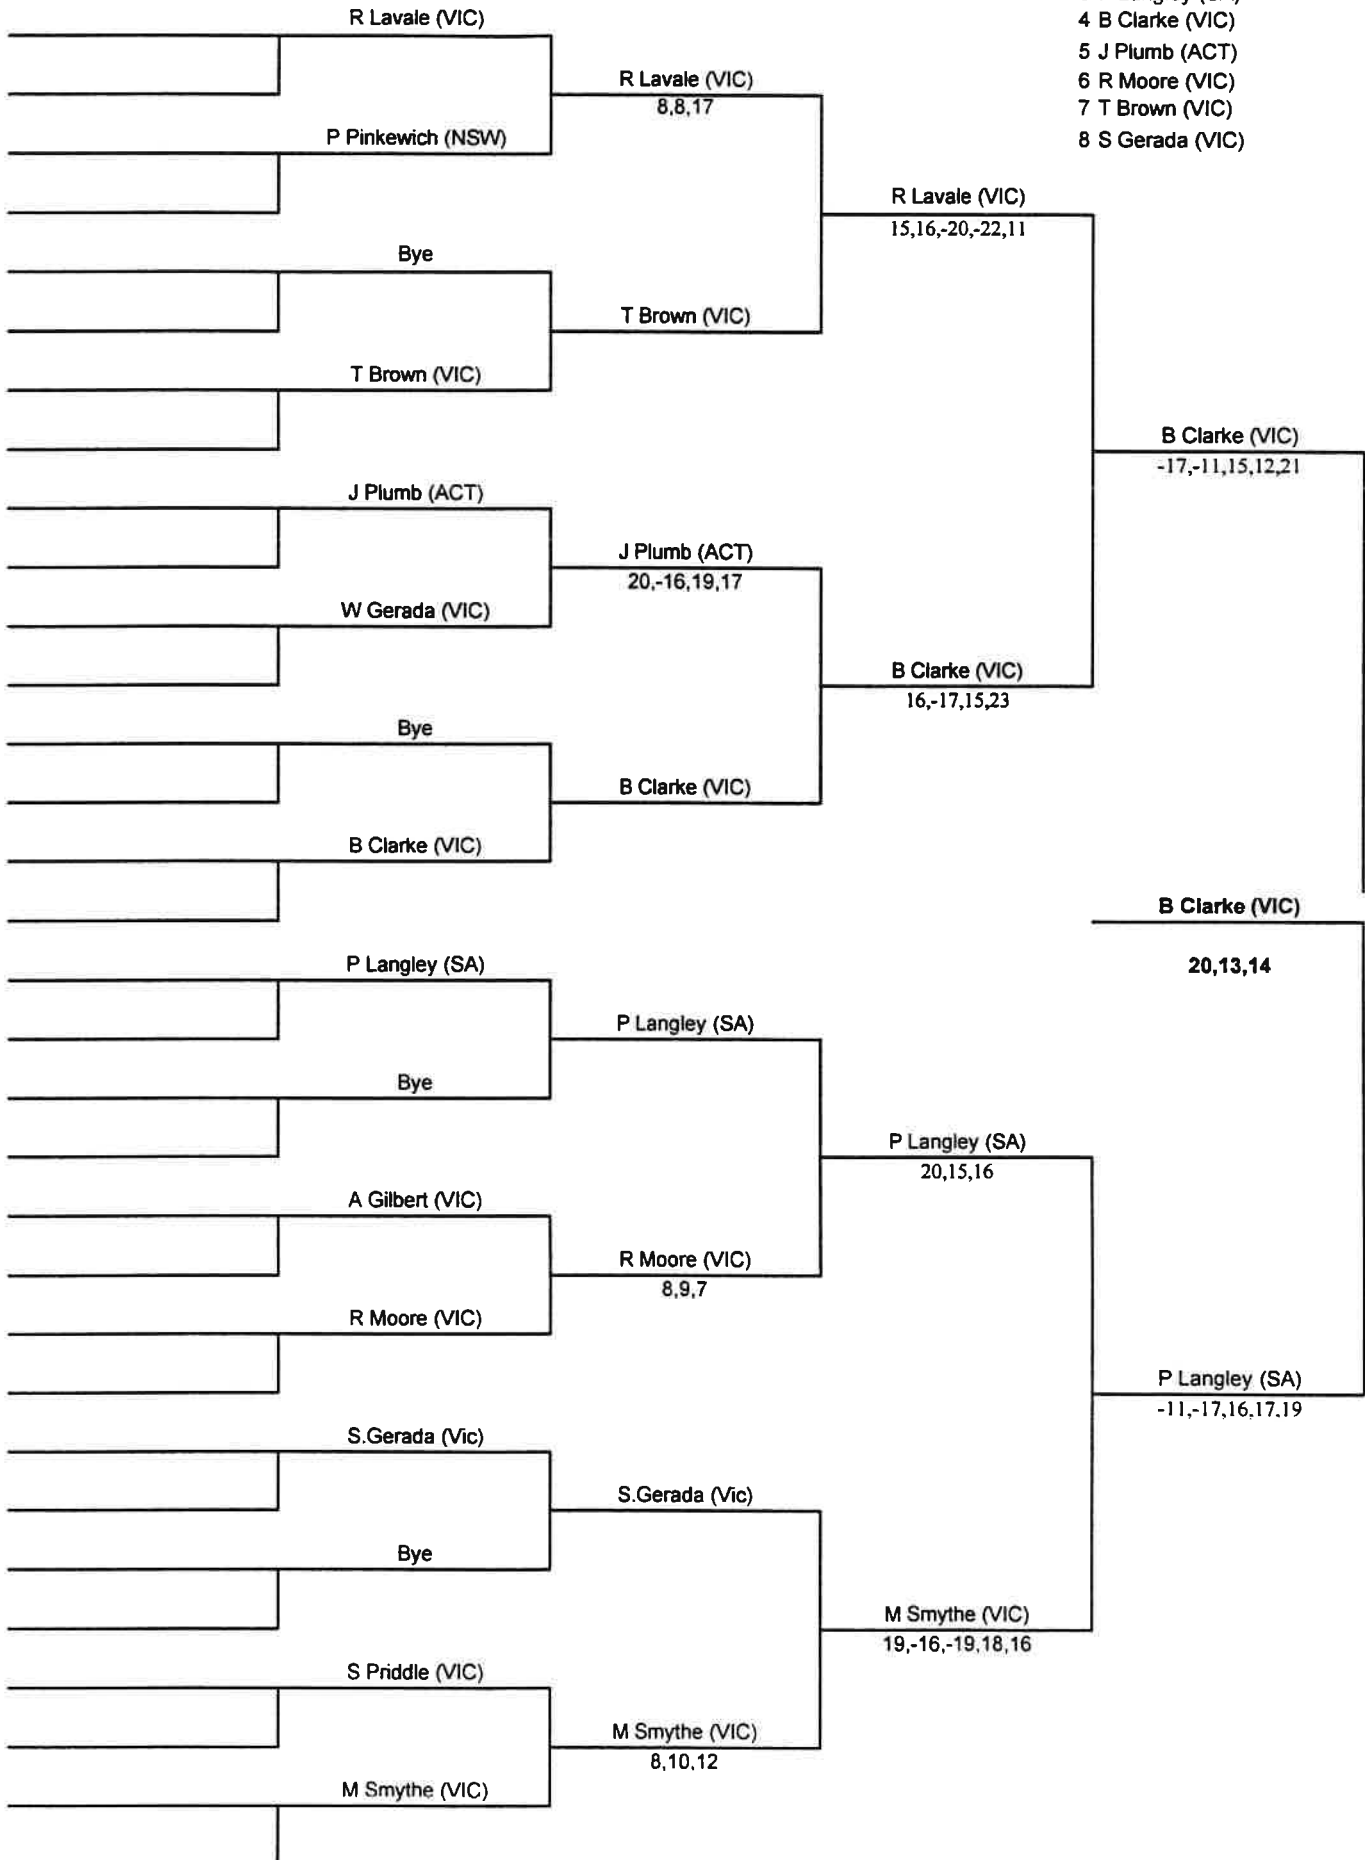 4 B Clarke (VIC)
5 J Plumb (ACT)
6 R Moore (VIC)
7 T Brown (VIC)
8 S Gerada (VIC)
R Lavale (VIC)
P Pinkewich (NSW)
Bye
T Brown (VIC)
J Plumb (ACT)
W Gerada (VIC)
Bye
B Clarke (VIC)
P Langley (SA)
Bye
A Gilbert (VIC)
R Moore (VIC)
S.Gerada (Vic)
Bye
S Priddle (VIC)
M Smythe (VIC)
R Lavale (VIC)
8,8,17
T Brown (VIC)
J Plumb (ACT)
20,-16,19,17
B Clarke (VIC)
P Langley (SA)
R Moore (VIC)
8,9,7
S.Gerada (Vic)
M Smythe (VIC)
8,10,12
R Lavale (VIC)
15,16,-20,-22,11
B Clarke (VIC)
16,-17,15,23
P Langley (SA)
20,15,16
M Smythe (VIC)
19,-16,-19,18,16
B Clarke (VIC)
-17,-11,15,12,21
B Clarke (VIC)
20,13,14
P Langley (SA)
-11,-17,16,17,19